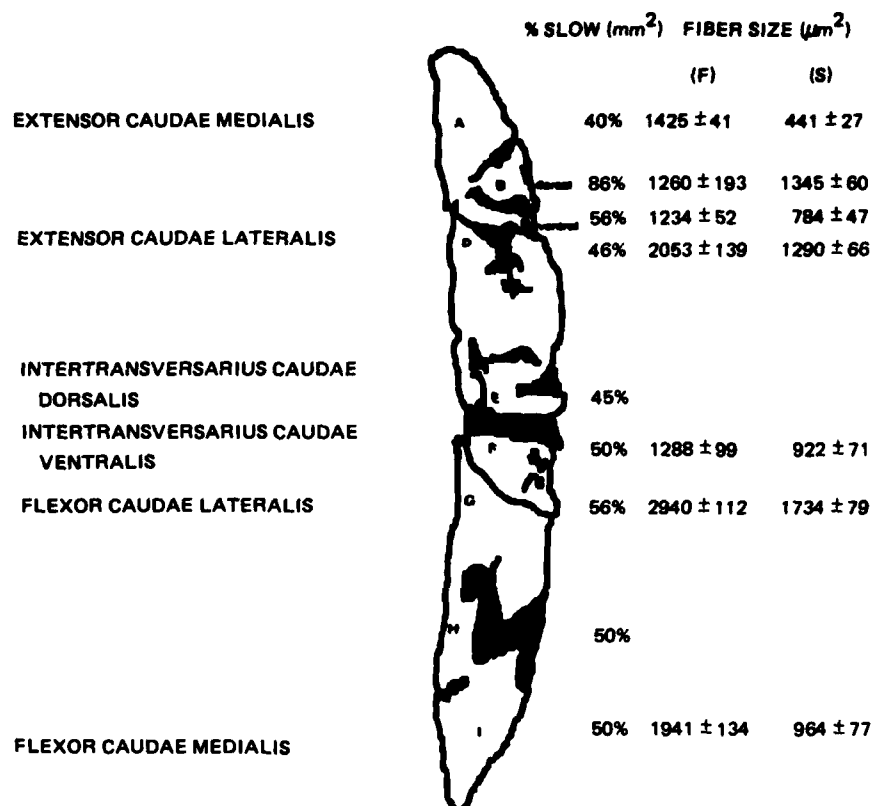 % SLOW (mm2) FIBER SIZE (μm2)
(F) (S)
EXTENSOR CAUDAE MEDIALIS A 40% 1425 ± 41 441 ± 27
B 86% 1260 ± 193 1345 ± 60
56% 1234 ± 52 784 ± 47
EXTENSOR CAUDAE LATERALIS D 46% 2053 ± 139 1290 ± 66
INTERTRANSVERSARIUS CAUDAE
DORSALIS E 45%
INTERTRANSVERSARIUS CAUDAE
VENTRALIS F 50% 1288 ± 99 922 ± 71
FLEXOR CAUDAE LATERALIS G 56% 2940 ± 112 1734 ± 79
H 50%
I 50% 1941 ± 134 964 ± 77
FLEXOR CAUDAE MEDIALIS